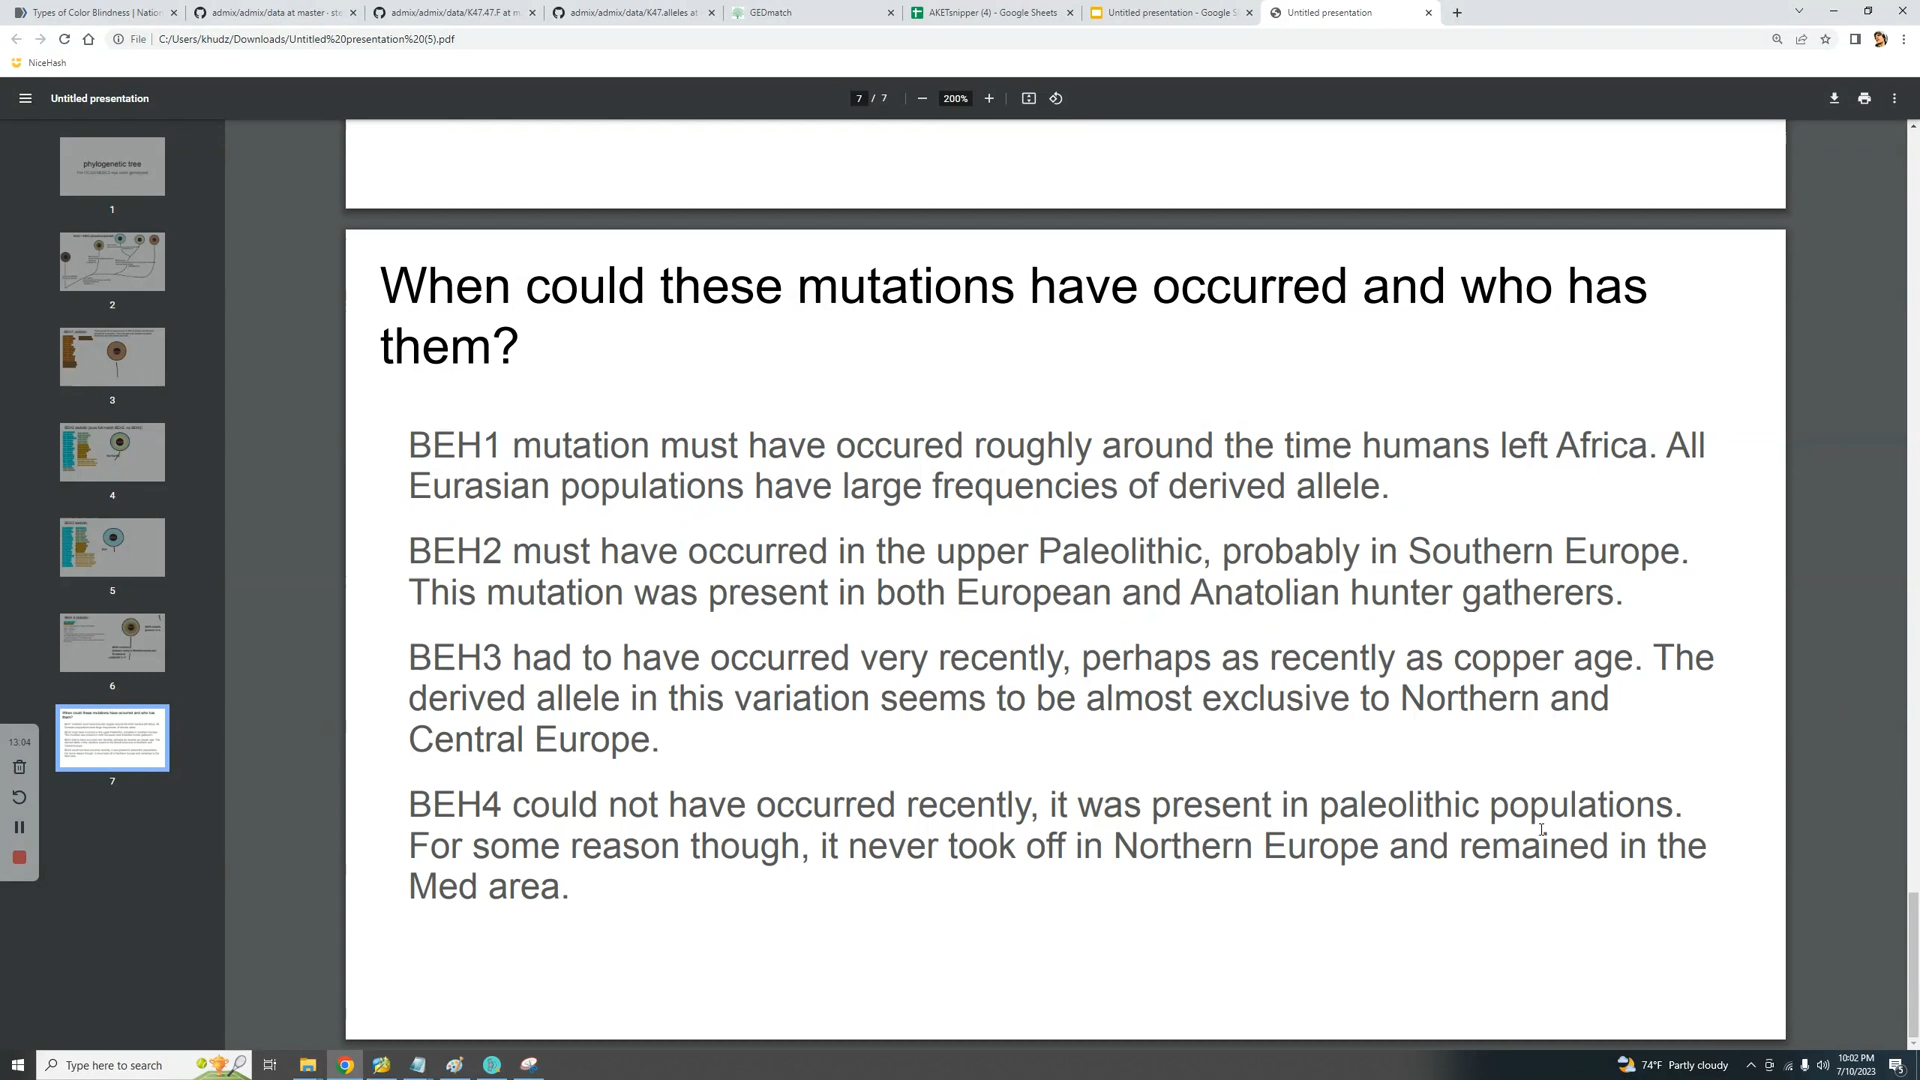 Types of Color Blindness | Nation
admix/admix/data at master · ste
admix/admix/data/K47.47.F at m
admix/admix/data/K47.alleles at
GEDmatch
AKETsnipper (4) - Google Sheets
Untitled presentation - Google Sl
Untitled presentation
File
C:/Users/khudz/Downloads/Untitled%20presentation%20(5).pdf
NiceHash
Untitled presentation
7 / 7
200%
phylogenetic tree
1
2
3
4
5
6
7
When could these mutations have occurred and who has
them?
BEH1 mutation must have occured roughly around the time humans left Africa. All
Eurasian populations have large frequencies of derived allele.
BEH2 must have occurred in the upper Paleolithic, probably in Southern Europe.
This mutation was present in both European and Anatolian hunter gatherers.
BEH3 had to have occurred very recently, perhaps as recently as copper age. The
derived allele in this variation seems to be almost exclusive to Northern and
Central Europe.
BEH4 could not have occurred recently, it was present in paleolithic populations.
For some reason though, it never took off in Northern Europe and remained in the
Med area.
13:04
Type here to search
74°F Partly cloudy
10:02 PM
7/10/2023
5